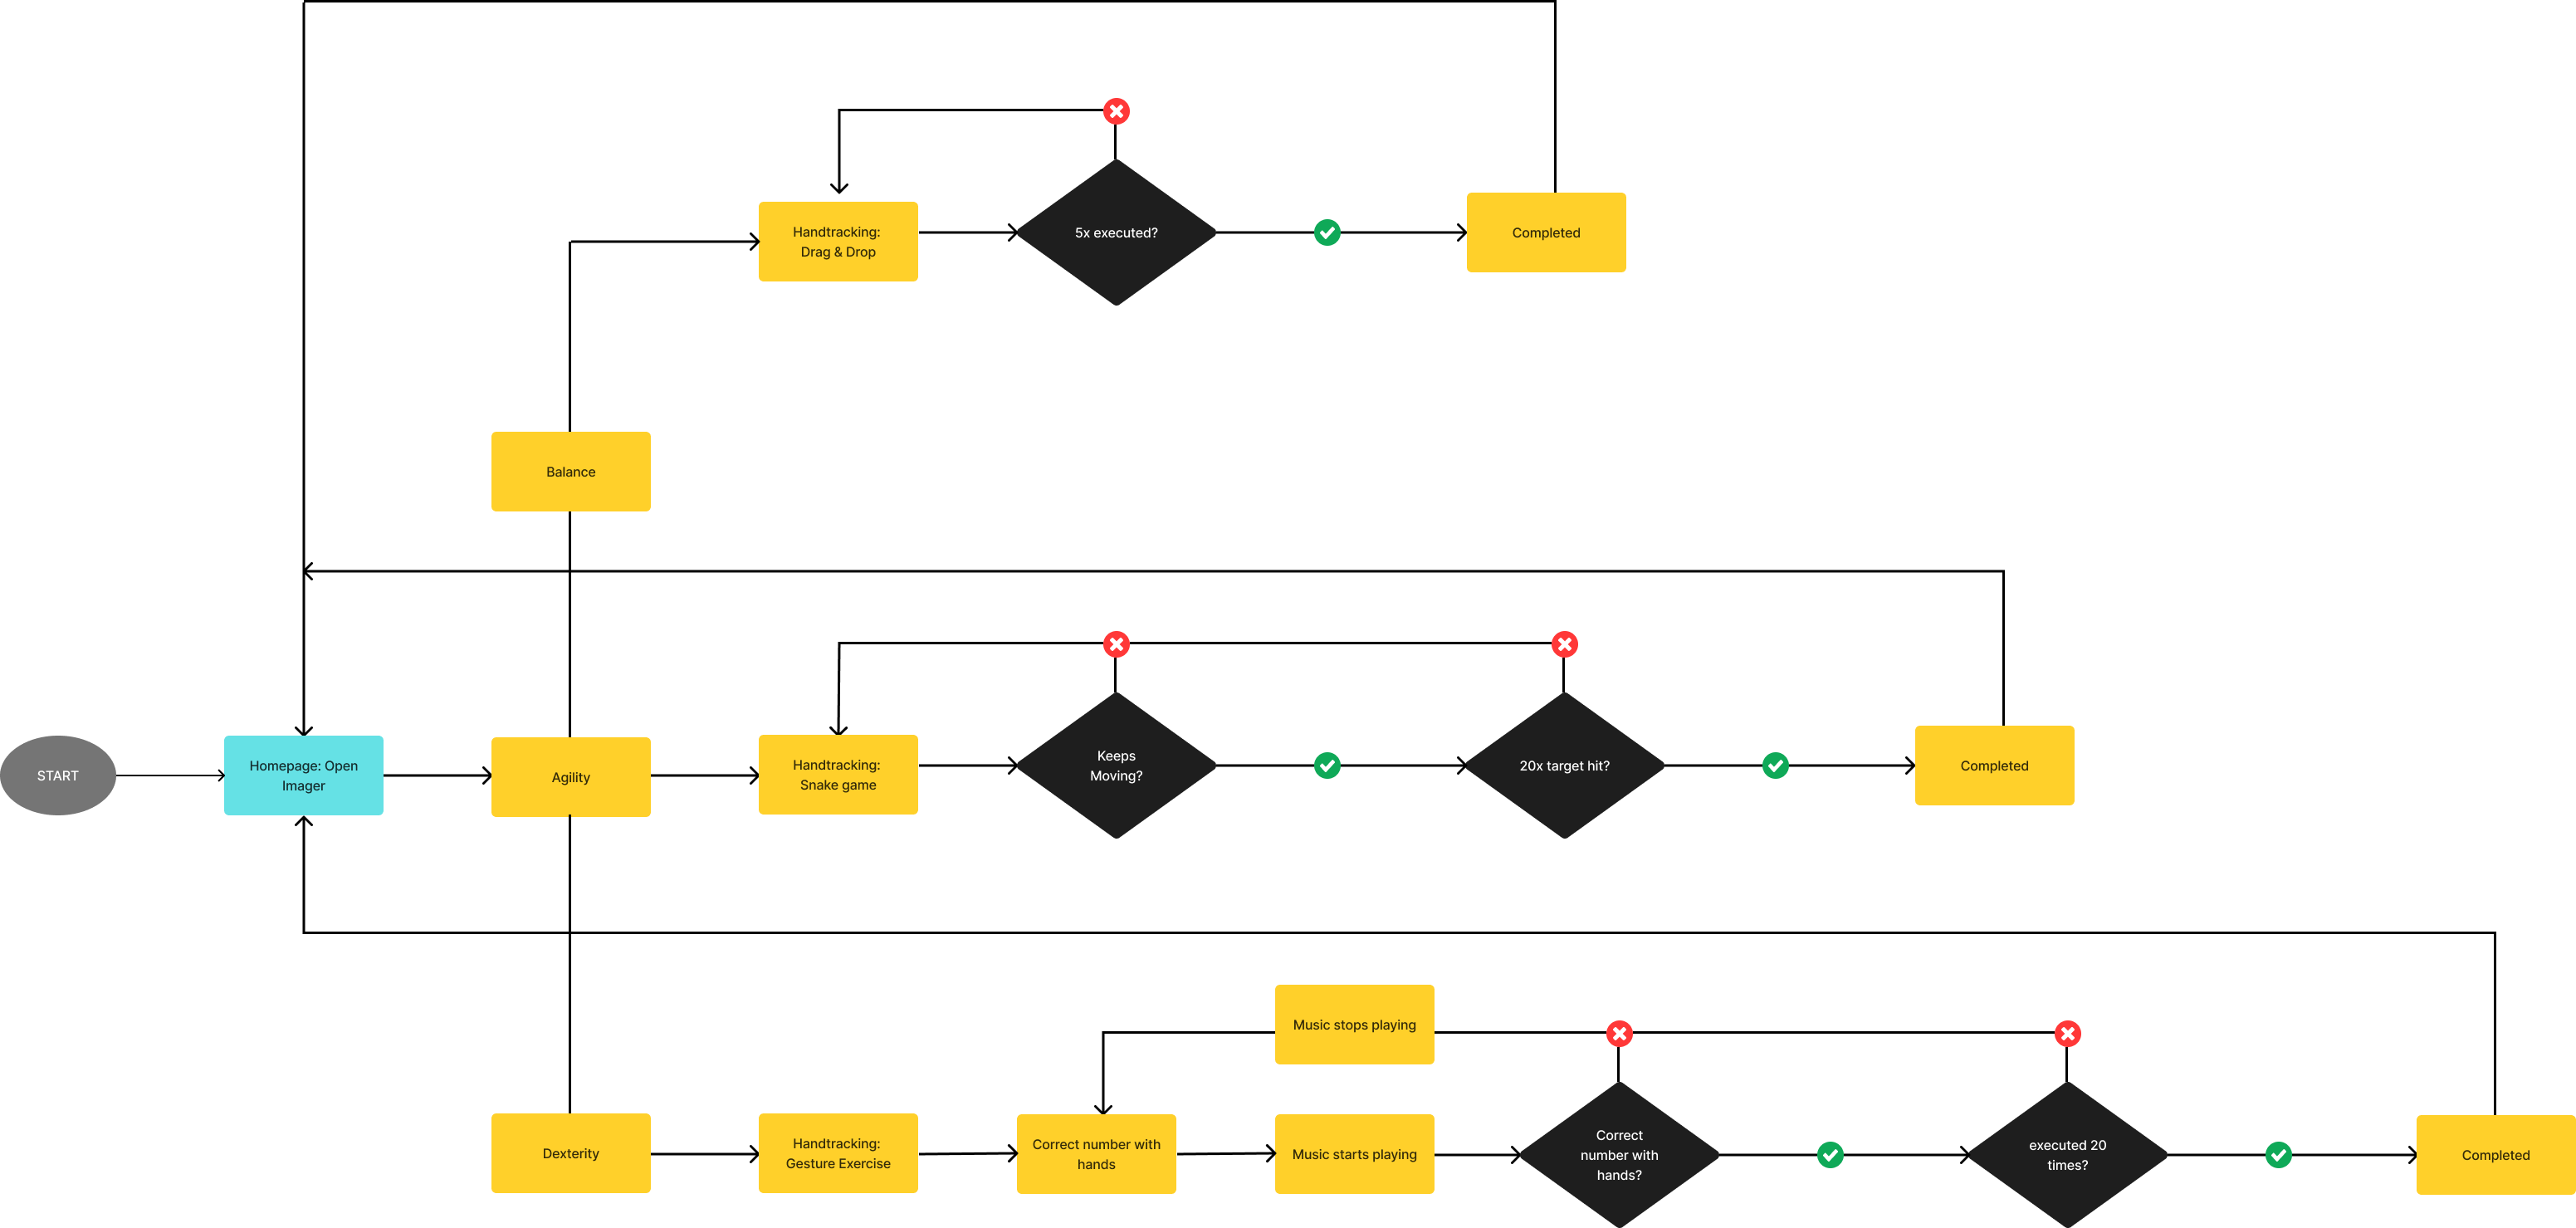 Handtracking:
Drag & Drop
5x executed?
Completed
Balance
START
Homepage: Open
Imager
Agility
Handtracking:
Snake game
Keeps
Moving?
20x target hit?
Completed
Music stops playing
Dexterity
Handtracking:
Gesture Exercise
Correct number with
hands
Music starts playing
Correct
number with
hands?
executed 20
times?
Completed